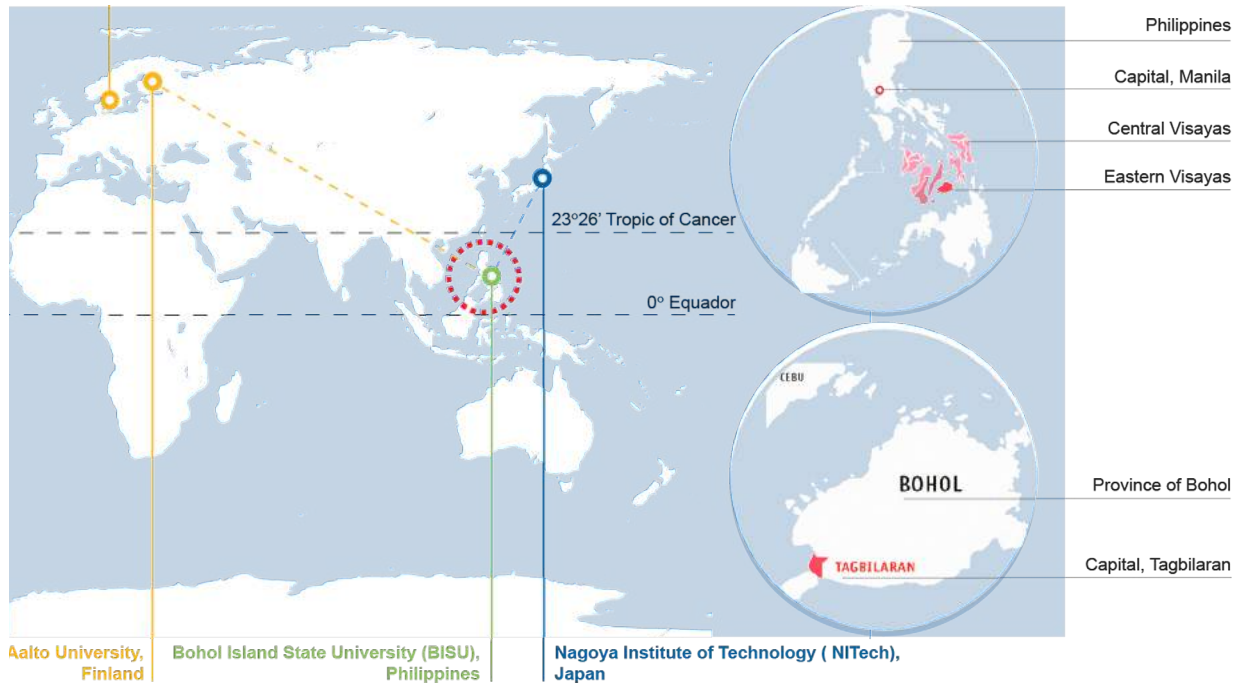 Philippines
Capital, Manila
Central Visayas
Eastern Visayas
23°26' Tropic of Cancer
0° Equador
CEBU
BOHOL
Province of Bohol
TAGBILARAN
Capital, Tagbilaran
Aalto University,
Finland
Bohol Island State University (BISU),
Philippines
Nagoya Institute of Technology ( NITech),
Japan